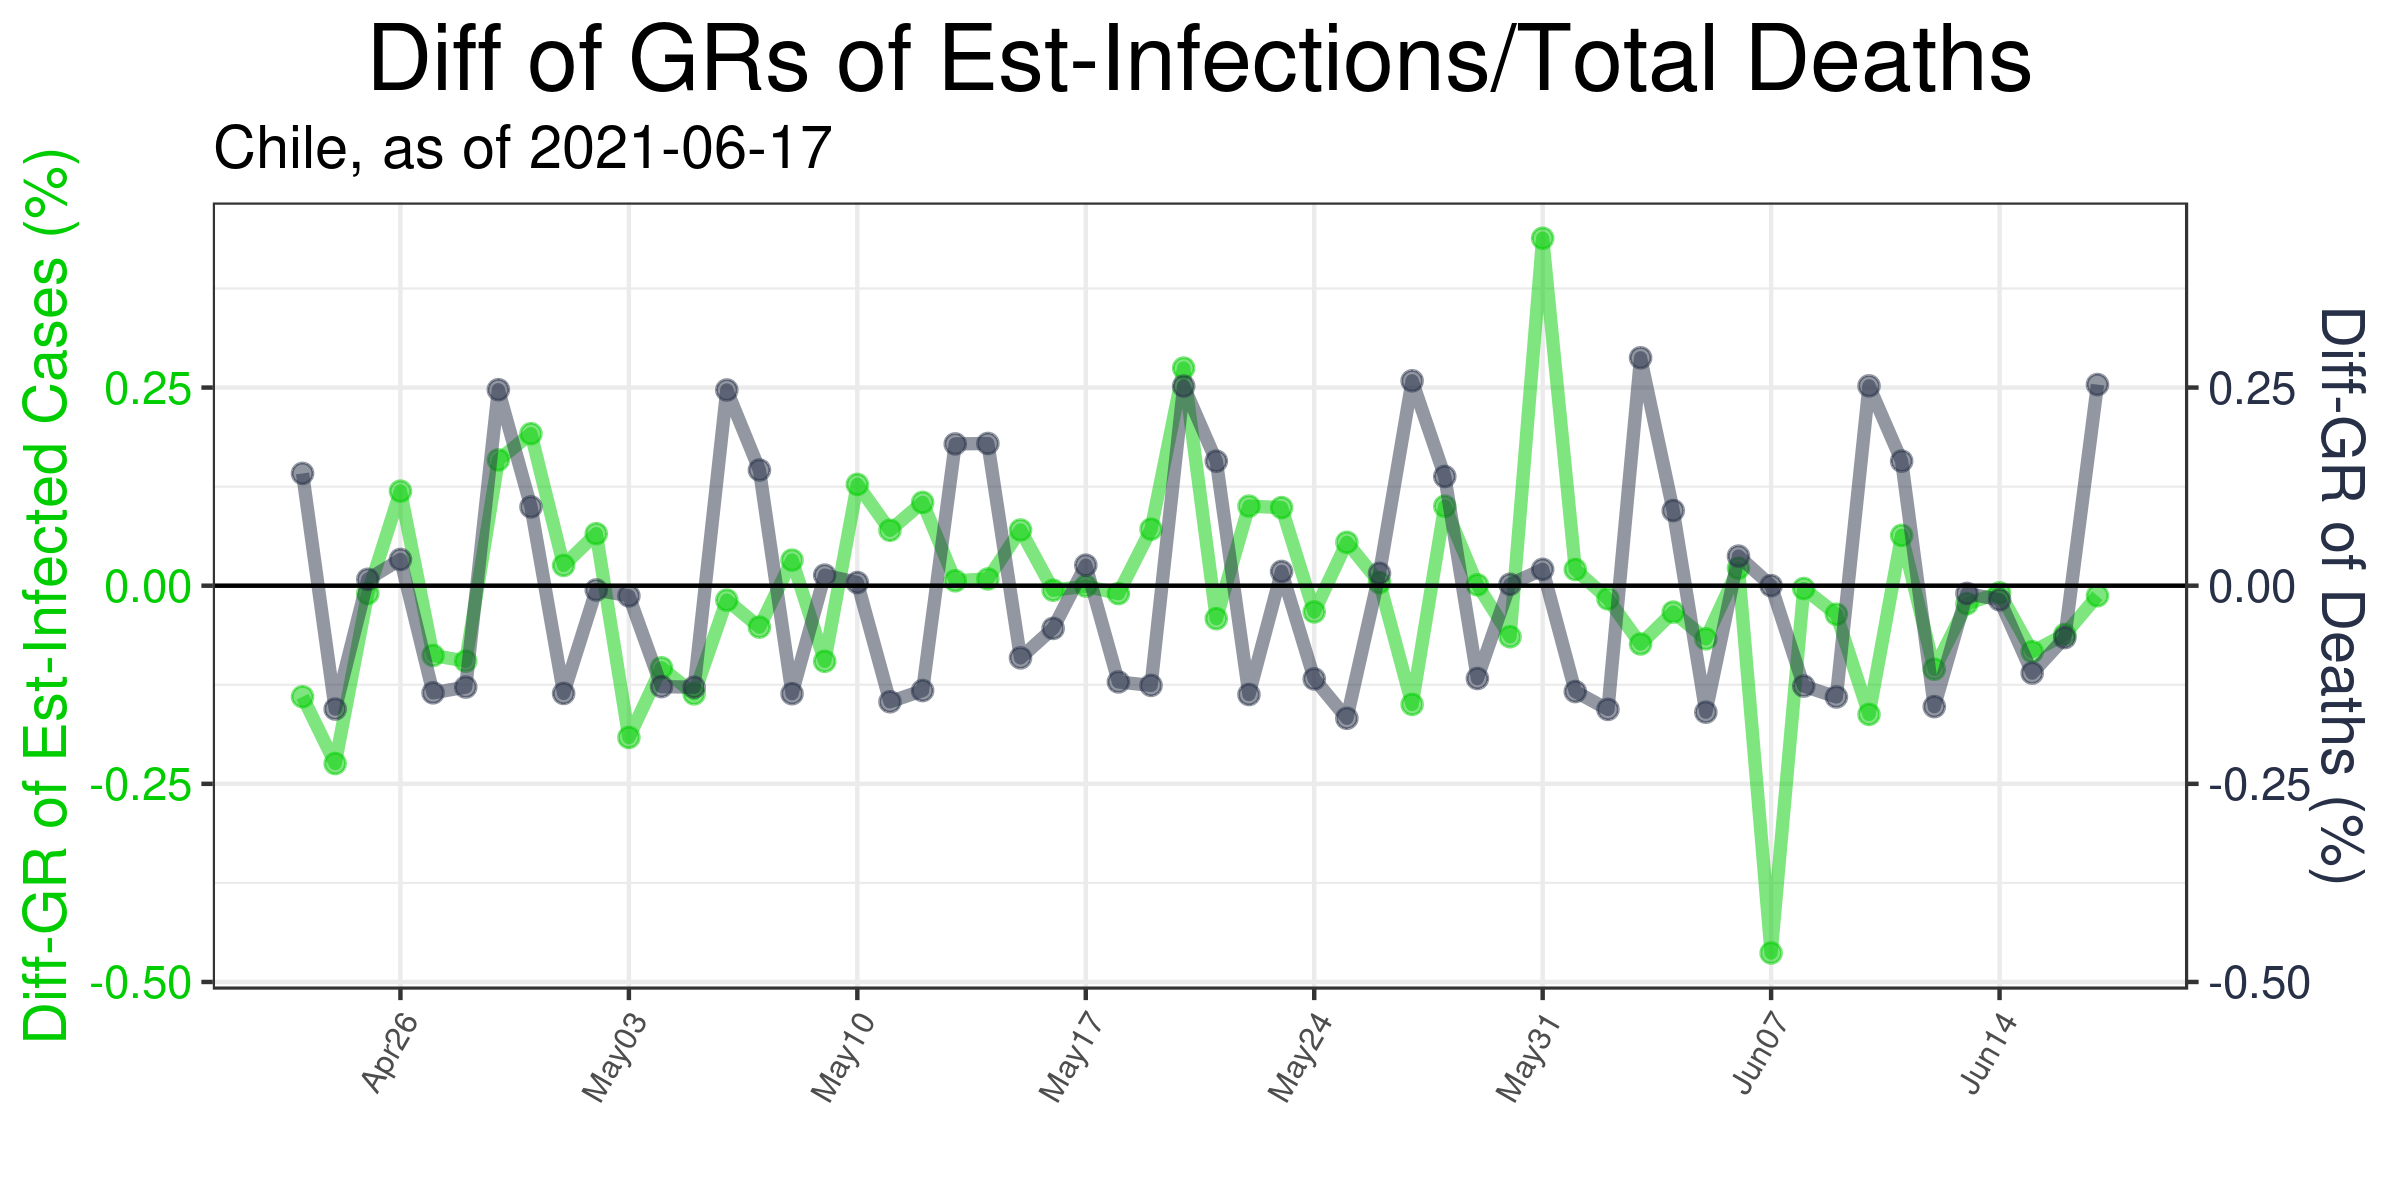 Diff of GRs of Est-Infections/Total Deaths
Chile, as of 2021-06-17
Diff-GR of Est-Infected Cases (%)
0.25
0.00
-0.25
-0.50
0.25
0.00
-0.25
-0.50
Diff-GR of Deaths (%)
Apr26
May03
May10
May17
May24
May31
Jun07
Jun14